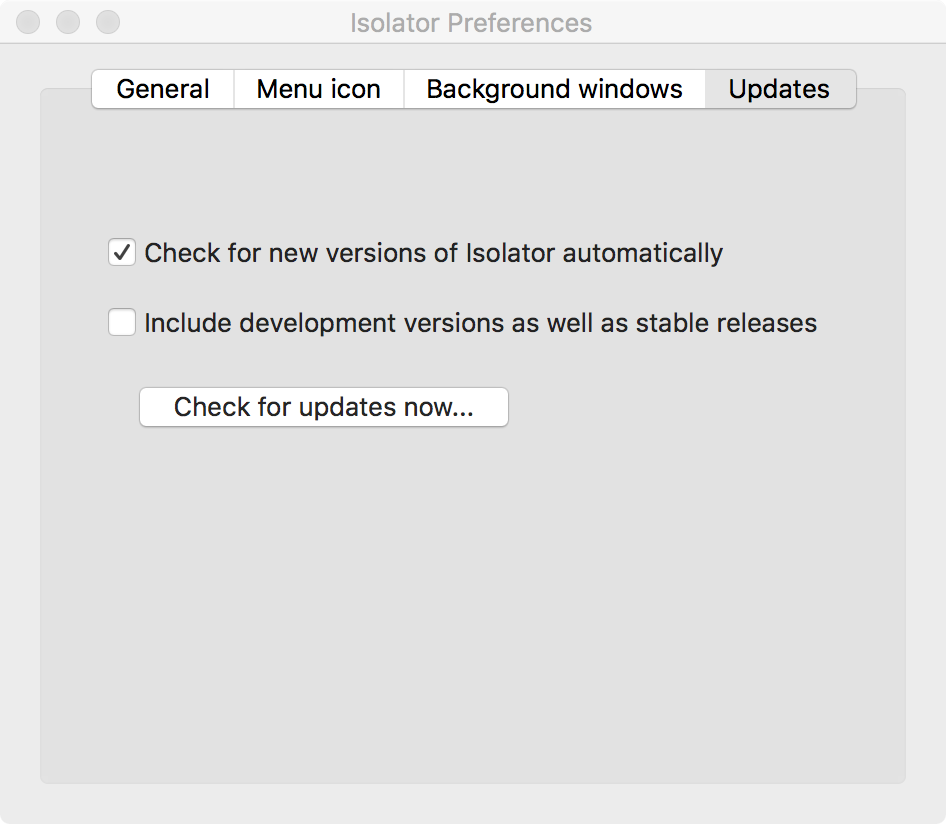 Isolator Preferences
General Menu icon Background windows Updates
Check for new versions of Isolator automatically
Include development versions as well as stable releases
Check for updates now...